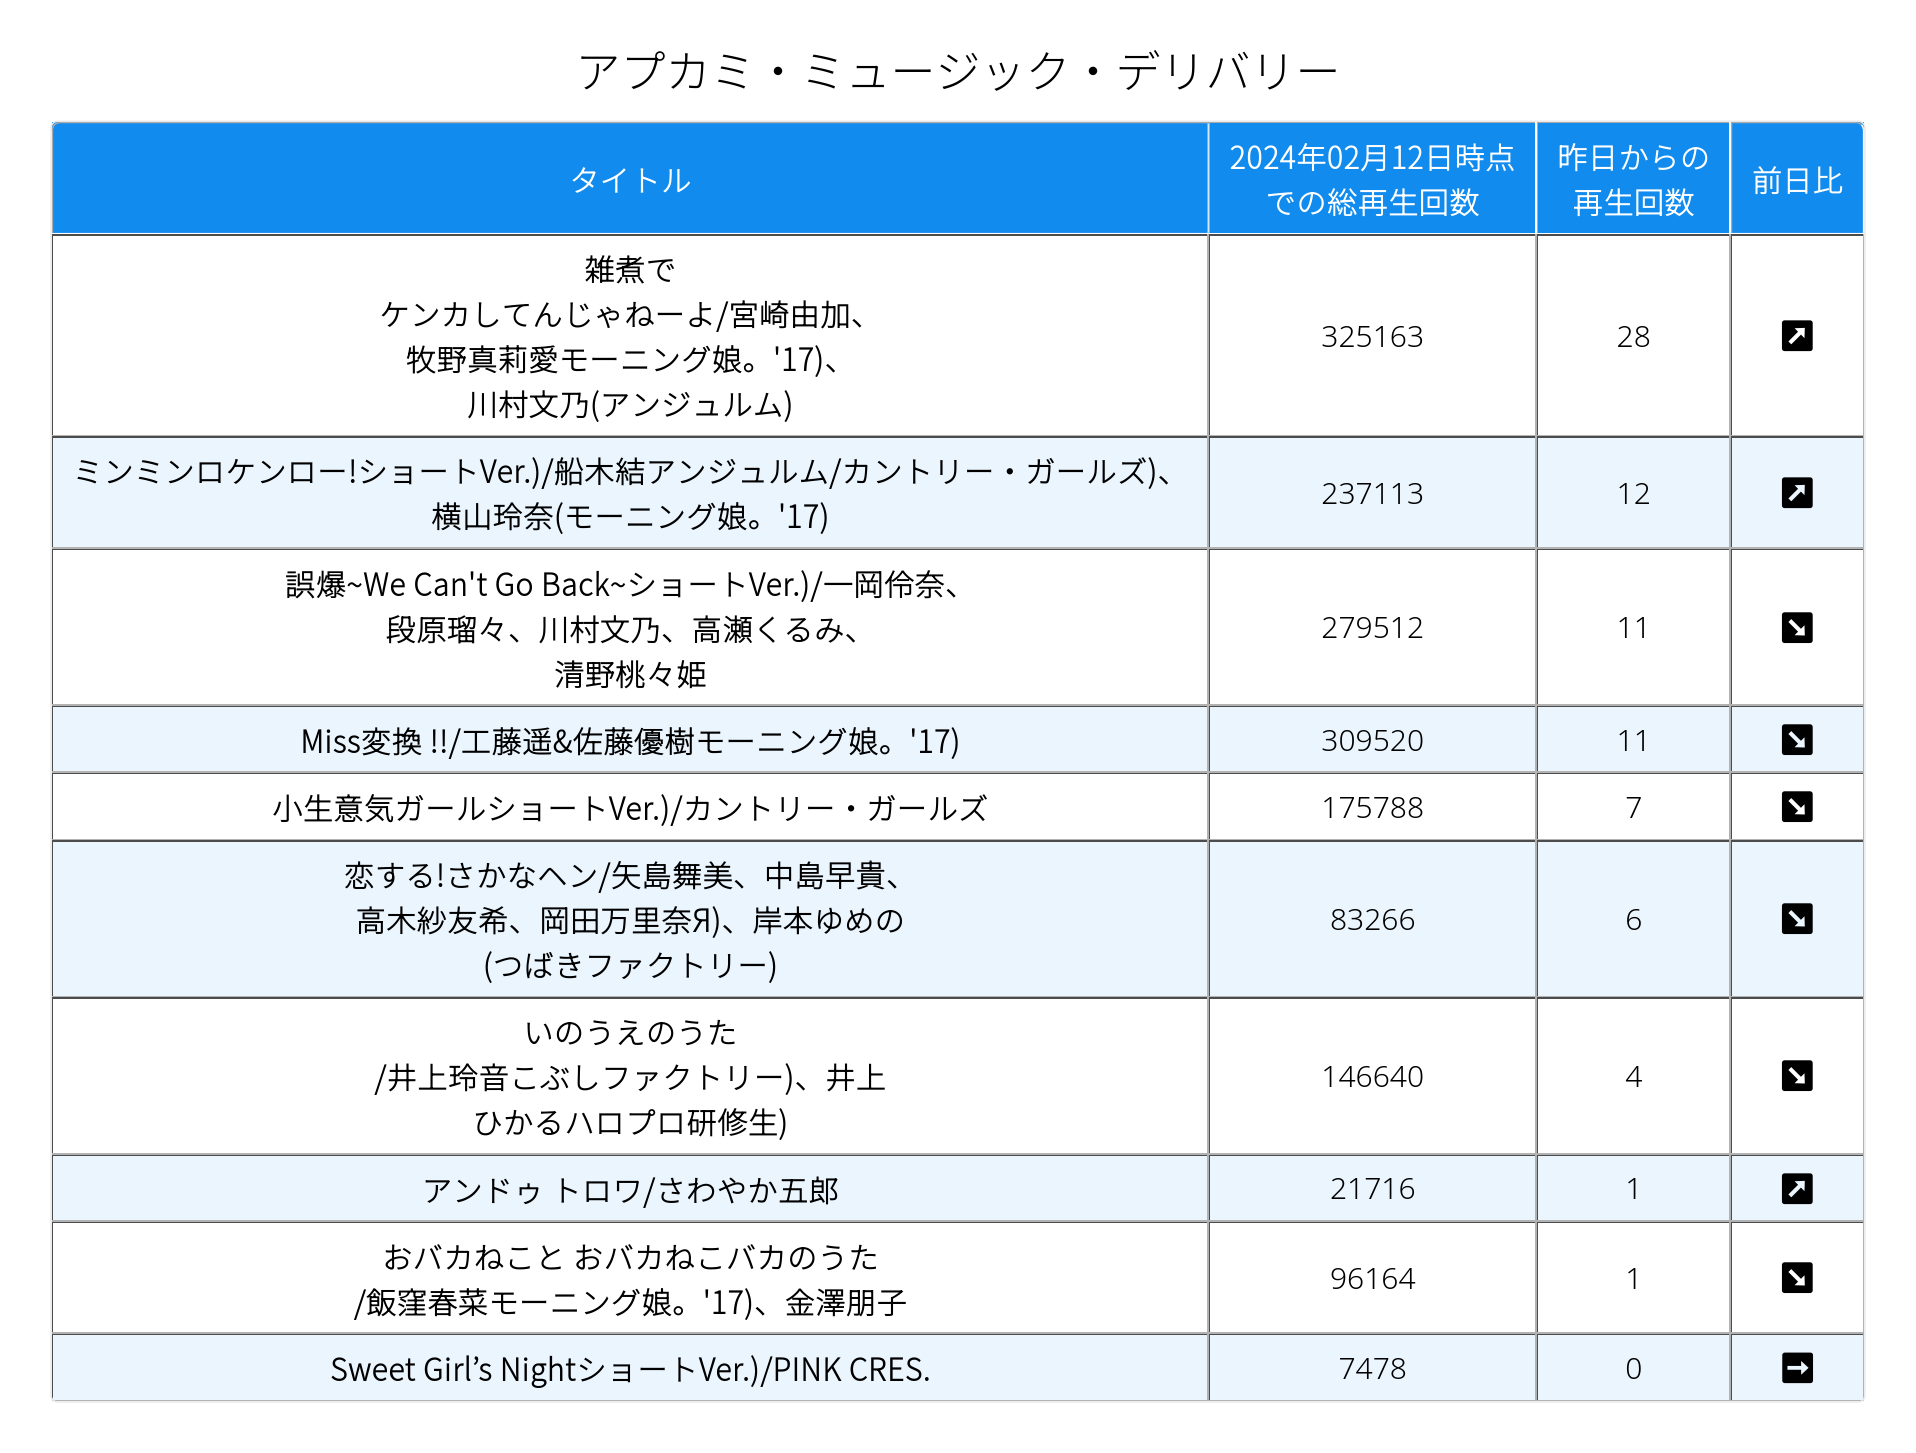 アプカミ・ミュージック・デリバリー
タイトル
2024年02月12日時点
での総再生回数
昨日からの
再生回数
前日比
雑煮で
ケンカしてんじゃねーよ/宮崎由加、
牧野真莉愛モーニング娘。'17)、
川村文乃(アンジュルム)
325163
28
ミンミンロケンロー!ショートVer.)/船木結アンジュルム/カントリー・ガールズ)、
横山玲奈(モーニング娘。'17)
237113
12
誤爆~We Can't Go Back~ショートVer.)/一岡伶奈、
段原瑠々、川村文乃、高瀬くるみ、
清野桃々姫
279512
11
Miss変換 !!/工藤遥&佐藤優樹モーニング娘。'17)
309520
11
小生意気ガールショートVer.)/カントリー・ガールズ
175788
7
恋する!さかなヘン/矢島舞美、中島早貴、
高木紗友希、岡田万里奈Я)、岸本ゆめの
(つばきファクトリー)
83266
6
いのうえのうた
/井上玲音こぶしファクトリー)、井上
ひかるハロプロ研修生)
146640
4
アンドゥ トロワ/さわやか五郎
21716
1
おバカねこと おバカねこバカのうた
/飯窪春菜モーニング娘。'17)、金澤朋子
96164
1
Sweet Girl’s NightショートVer.)/PINK CRES.
7478
0